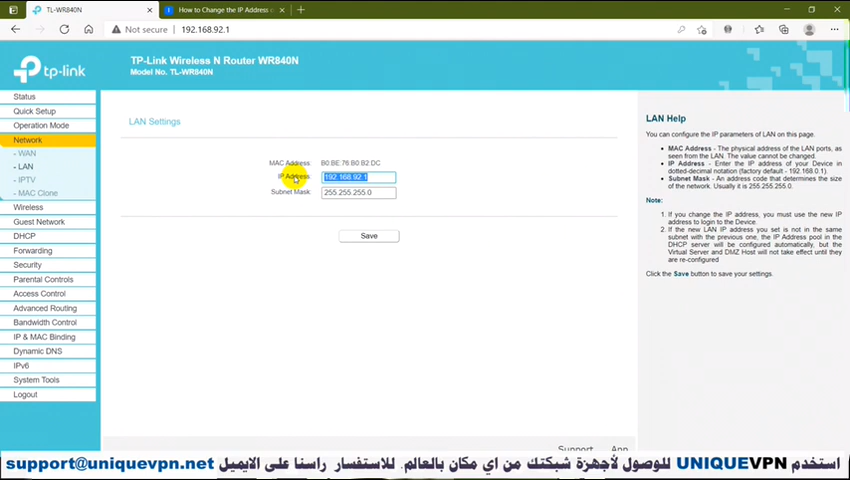 TL-WR840N
How to Change the IP Address o
Not secure
192.168.92.1
tp-link
TP-Link Wireless N Router WR840N
Model No. TL-WR840N
Status
Quick Setup
Operation Mode
Network
- WAN
- LAN
- IPTV
- MAC Clone
Wireless
Guest Network
DHCP
Forwarding
Security
Parental Controls
Access Control
Advanced Routing
Bandwidth Control
IP & MAC Binding
Dynamic DNS
IPv6
System Tools
Logout
LAN Settings
MAC Address: B0:BE:76:B0:B2:DC
IP Address: 192.168.92.1
Subnet Mask: 255.255.255.0
Save
LAN Help
You can configure the IP parameters of LAN on this page.
• MAC Address - The physical address of the LAN ports, as
seen from the LAN. The value cannot be changed.
• IP Address - Enter the IP address of your Device in
dotted-decimal notation (factory default - 192.168.0.1).
• Subnet Mask - An address code that determines the size
of the network. Usually it is 255.255.255.0.
Note:
1. If you change the IP address, you must use the new IP
address to login to the Device.
2. If the new LAN IP address you set is not in the same
subnet with the previous one, the IP Address pool in the
DHCP server will be configured automatically, but the
Virtual Server and DMZ Host will not take effect until they
are re-configured
Click the Save button to save your settings.
Support App
استخدم UNIQUEVPN للوصول لأجهزة شبكتك من اي مكان بالعالم. للاستفسار راسنا على الايميل support@uniquevpn.net